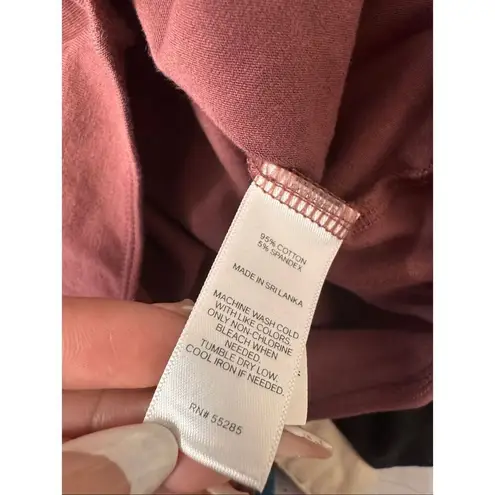 95% COTTON
5% SPANDEX
MADE IN SRI LANKA
MACHINE WASH COLD
WITH LIKE COLORS.
ONLY NON-CHLORINE
BLEACH WHEN
NEEDED.
TUMBLE DRY LOW.
COOL IRON IF NEEDED.
RN# 55285